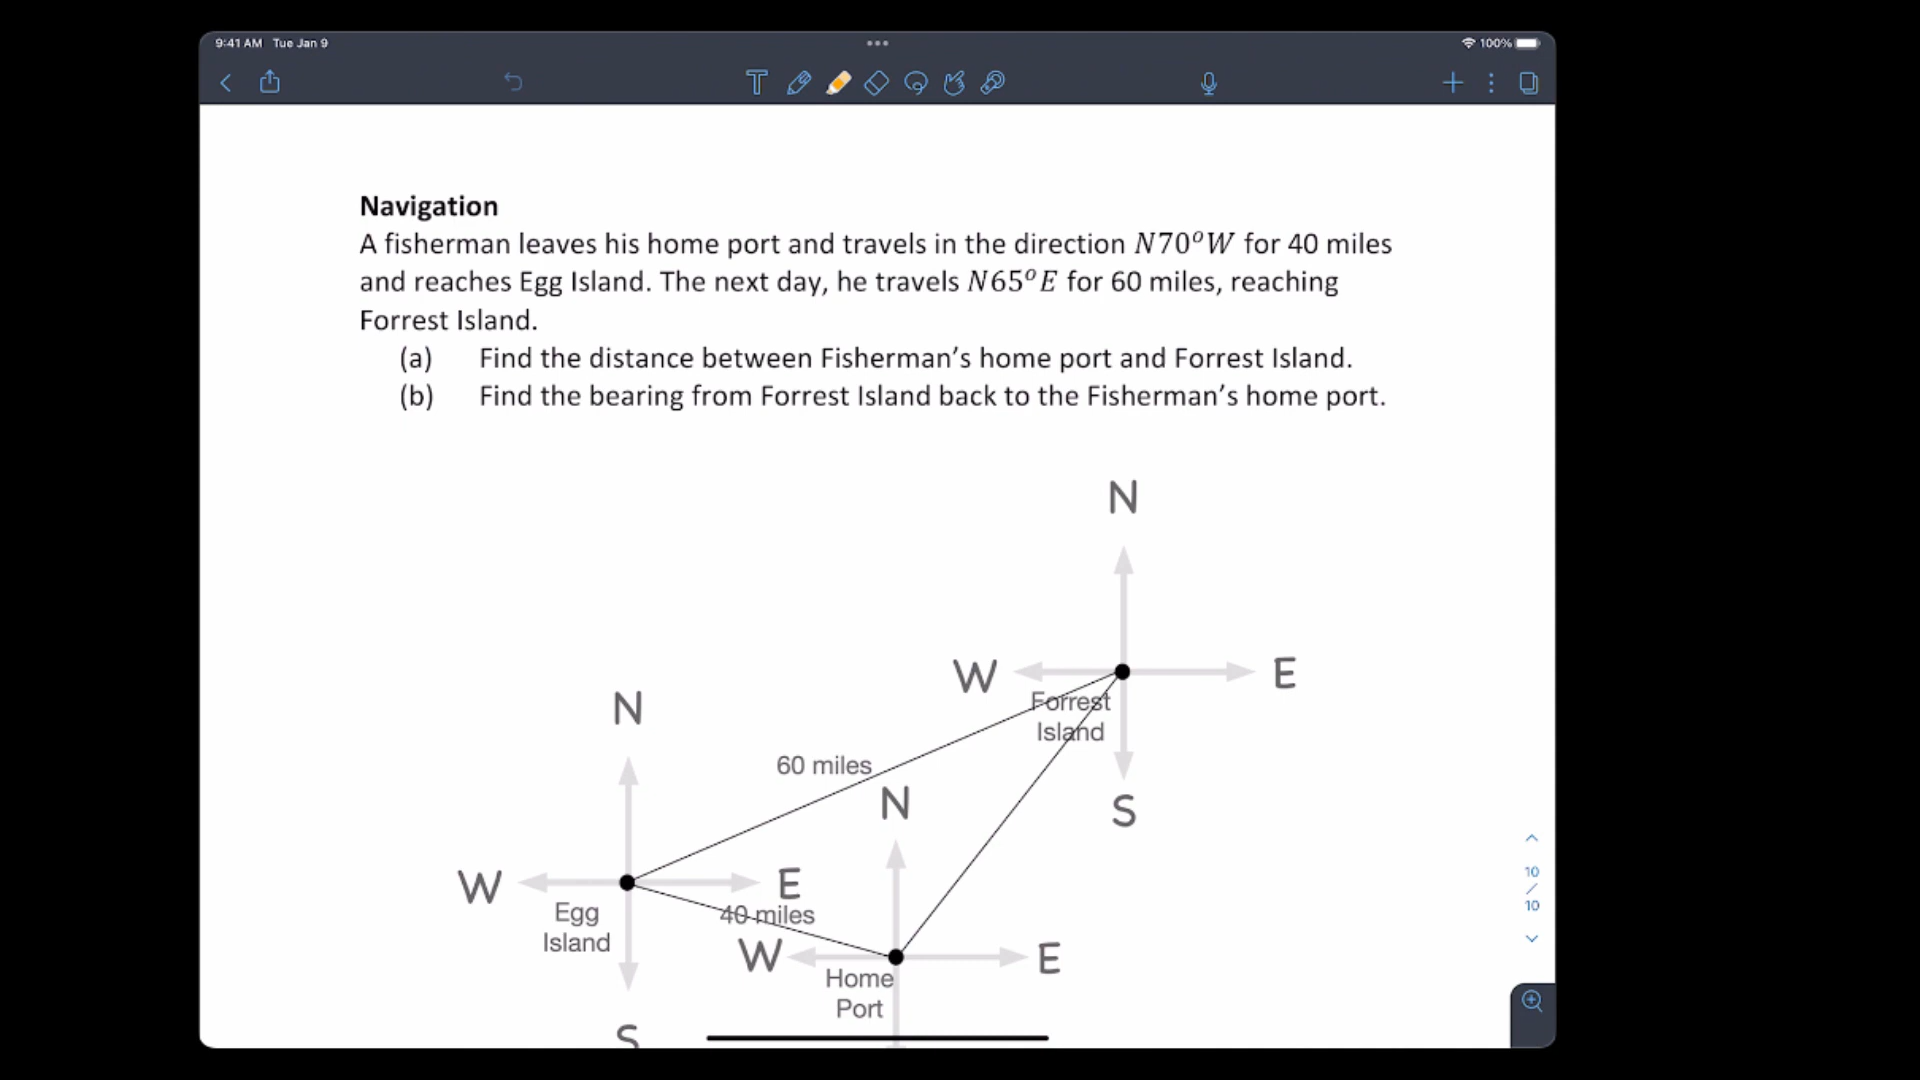 9:41 AM Tue Jan 9
100%
Navigation
A fisherman leaves his home port and travels in the direction N70°W for 40 miles
and reaches Egg Island. The next day, he travels N65°E for 60 miles, reaching
Forrest Island.
(a) Find the distance between Fisherman’s home port and Forrest Island.
(b) Find the bearing from Forrest Island back to the Fisherman’s home port.
N
W
E
Forrest
Island
S
N
60 miles
N
W
E
Egg
Island
40 miles
S
W
E
Home
Port
10
/
10